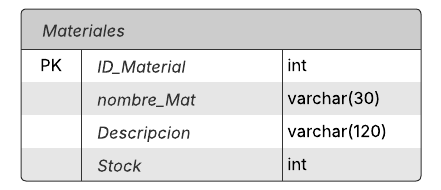 Materiales
PK ID_Material int
nombre_Mat varchar(30)
Descripcion varchar(120)
Stock int